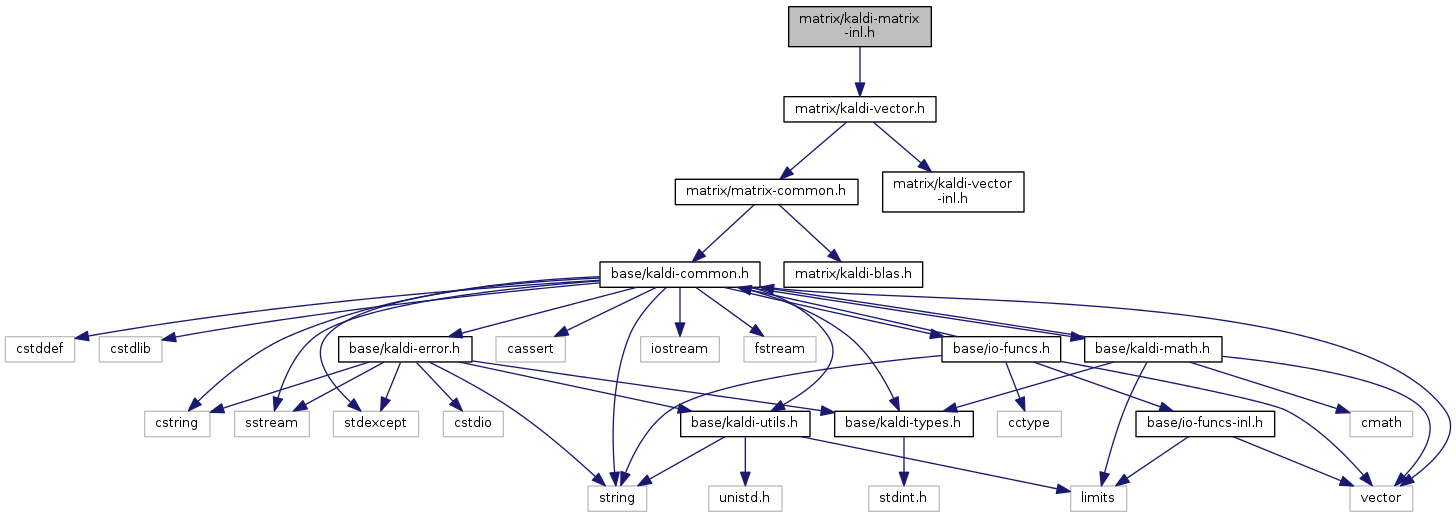 matrix/kaldi-matrix
-inl.h
matrix/kaldi-vector.h
matrix/matrix-common.h
matrix/kaldi-vector
-inl.h
base/kaldi-common.h
matrix/kaldi-blas.h
cstddef
cstdlib
base/kaldi-error.h
cassert
iostream
fstream
base/io-funcs.h
base/kaldi-math.h
cstring
sstream
stdexcept
cstdio
base/kaldi-utils.h
base/kaldi-types.h
cctype
base/io-funcs-inl.h
cmath
string
unistd.h
stdint.h
limits
vector